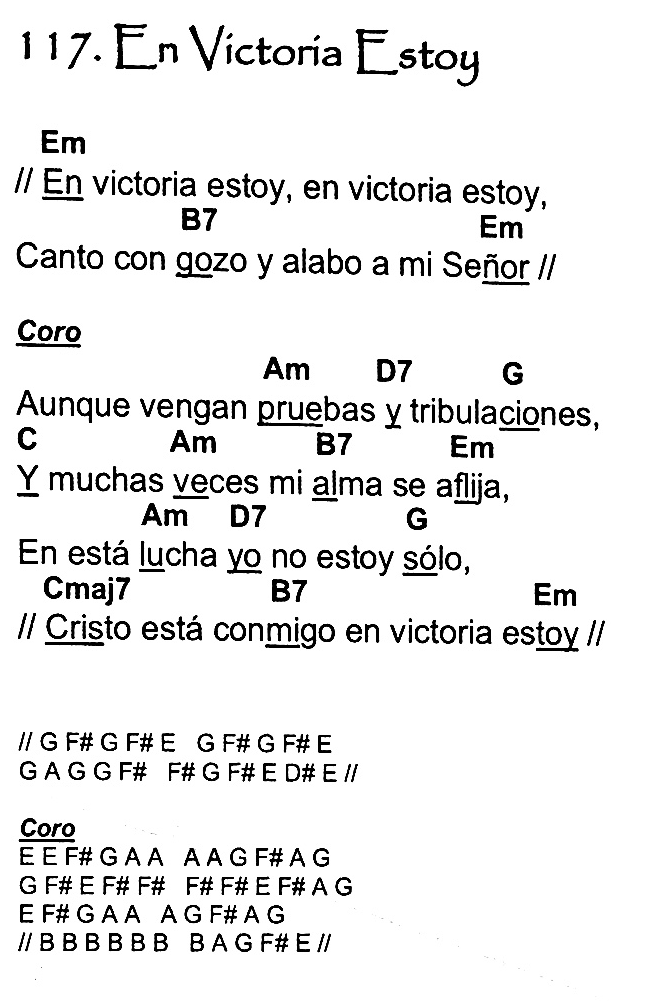 117. En Victoria Estoy
Em
// En victoria estoy, en victoria estoy,
B7 Em
Canto con gozo y alabo a mi Señor //
Coro
Am D7 G
Aunque vengan pruebas y tribulaciones,
C Am B7 Em
Y muchas veces mi alma se aflija,
Am D7 G
En está lucha yo no estoy sólo,
Cmaj7 B7 Em
// Cristo está conmigo en victoria estoy //
// G F# G F# E G F# G F# E
G A G G F# F# G F# E D# E //
Coro
E E F# G A A A A G F# A G
G F# E F# F# F# F# E F# A G
E F# G A A A G F# A G
// B B B B B B B A G F# E //